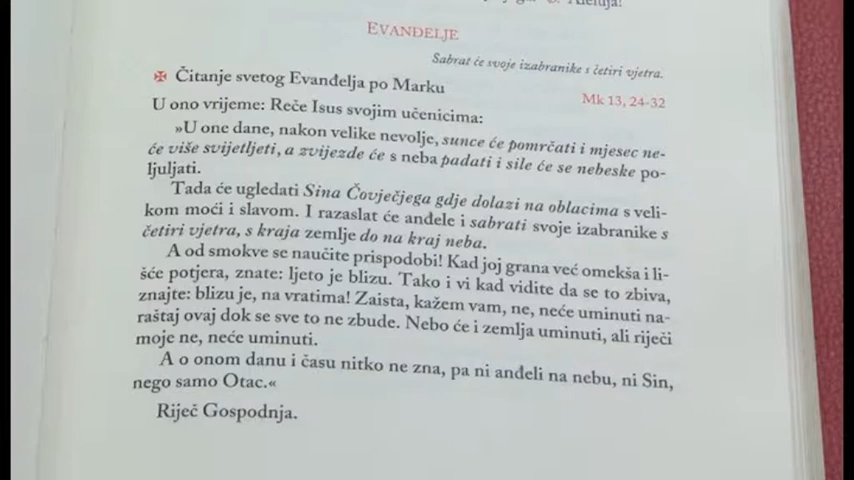 Aleluja!
EVANĐELJE
Sabrat će svoje izabranike s četiri vjetra.
✠ Čitanje svetog Evanđelja po Marku
Mk 13, 24-32
U ono vrijeme: Reče Isus svojim učenicima:
»U one dane, nakon velike nevolje, sunce će pomrčati i mjesec ne-
će više svijetljeti, a zvijezde će s neba padati i sile će se nebeske po-
ljuljati.
Tada će ugledati Sina Čovječjega gdje dolazi na oblacima s veli-
kom moći i slavom. I razaslat će anđele i sabrati svoje izabranike s
četiri vjetra, s kraja zemlje do na kraj neba.
A od smokve se naučite prispodobi! Kad joj grana već omekša i li-
šće potjera, znate: ljeto je blizu. Tako i vi kad vidite da se to zbiva,
znajte: blizu je, na vratima! Zaista, kažem vam, ne, neće uminuti na-
raštaj ovaj dok se sve to ne zbude. Nebo će i zemlja uminuti, ali riječi
moje ne, neće uminuti.
A o onom danu i času nitko ne zna, pa ni anđeli na nebu, ni Sin,
nego samo Otac.«
Riječ Gospodnja.